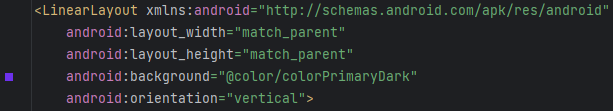 <LinearLayout xmlns:android="http://schemas.android.com/apk/res/android"
android:layout_width="match_parent"
android:layout_height="match_parent"
android:background="@color/colorPrimaryDark"
android:orientation="vertical">